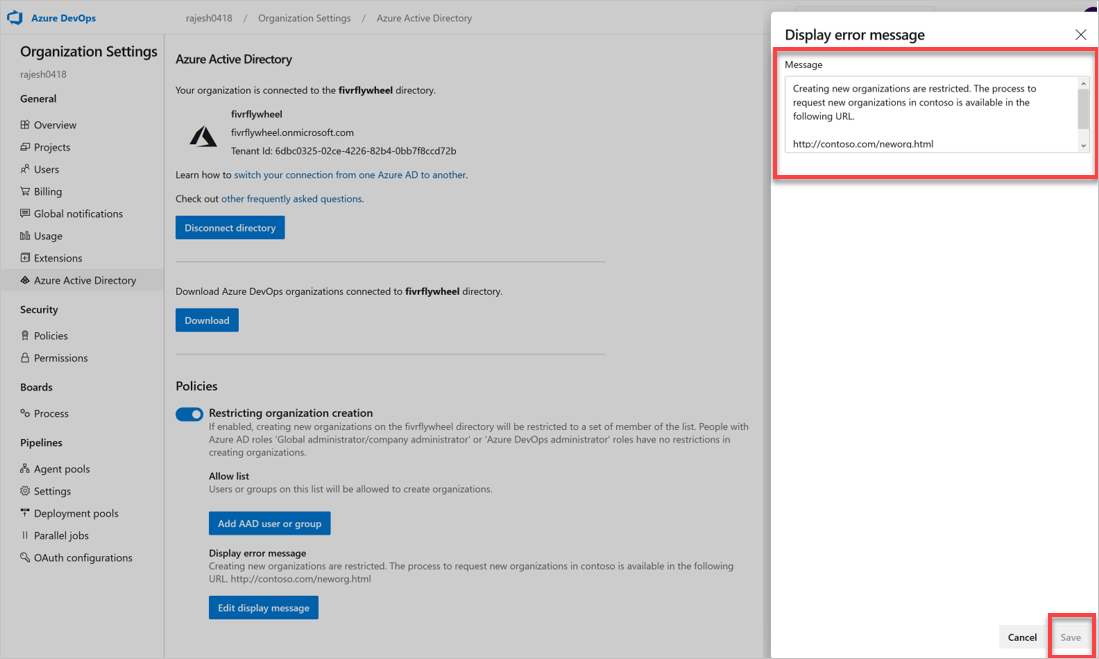 Azure DevOps
rajesh0418 / Organization Settings / Azure Active Directory
Organization Settings
rajesh0418
General
Overview
Projects
Users
Billing
Global notifications
Usage
Extensions
Azure Active Directory
Security
Policies
Permissions
Boards
Process
Pipelines
Agent pools
Settings
Deployment pools
Parallel jobs
OAuth configurations
Azure Active Directory
Your organization is connected to the fivrflywheel directory.
fivrflywheel
fivrflywheel.onmicrosoft.com
Tenant Id: 6dbc0325-02ce-4226-82b4-0bb7f8ccd72b
Learn how to switch your connection from one Azure AD to another.
Check out other frequently asked questions.
Disconnect directory
Download Azure DevOps organizations connected to fivrflywheel directory.
Download
Policies
Restricting organization creation
If enabled, creating new organizations on the fivrflywheel directory will be restricted to a set of member of the list. People with
Azure AD roles 'Global administrator/company administrator' or 'Azure DevOps administrator' roles have no restrictions in
creating organizations.
Allow list
Users or groups on this list will be allowed to create organizations.
Add AAD user or group
Display error message
Creating new organizations are restricted. The process to request new organizations in contoso is available in the following
URL. http://contoso.com/neworg.html
Edit display message
Display error message
Message
Creating new organizations are restricted. The process to
request new organizations in contoso is available in the
following URL.
http://contoso.com/neworg.html
Cancel
Save